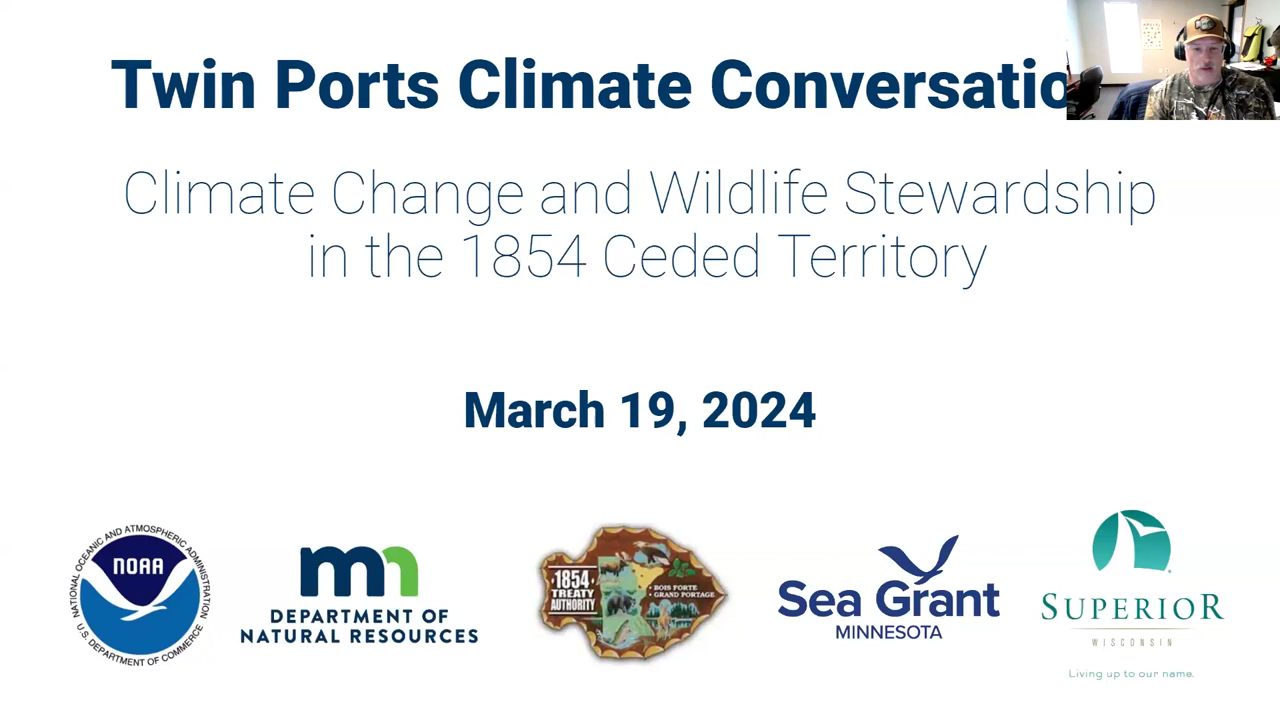 Twin Ports Climate Conversatio
Climate Change and Wildlife Stewardship
in the 1854 Ceded Territory
March 19, 2024
NATIONAL OCEANIC AND ATMOSPHERIC ADMINISTRATION
NOAA
U.S. DEPARTMENT OF COMMERCE
mn
DEPARTMENT OF
NATURAL RESOURCES
1854
TREATY
AUTHORITY
• BOIS FORTE
• GRAND PORTAGE
Sea Grant
MINNESOTA
SUPERIOR
WISCONSIN
Living up to our name.